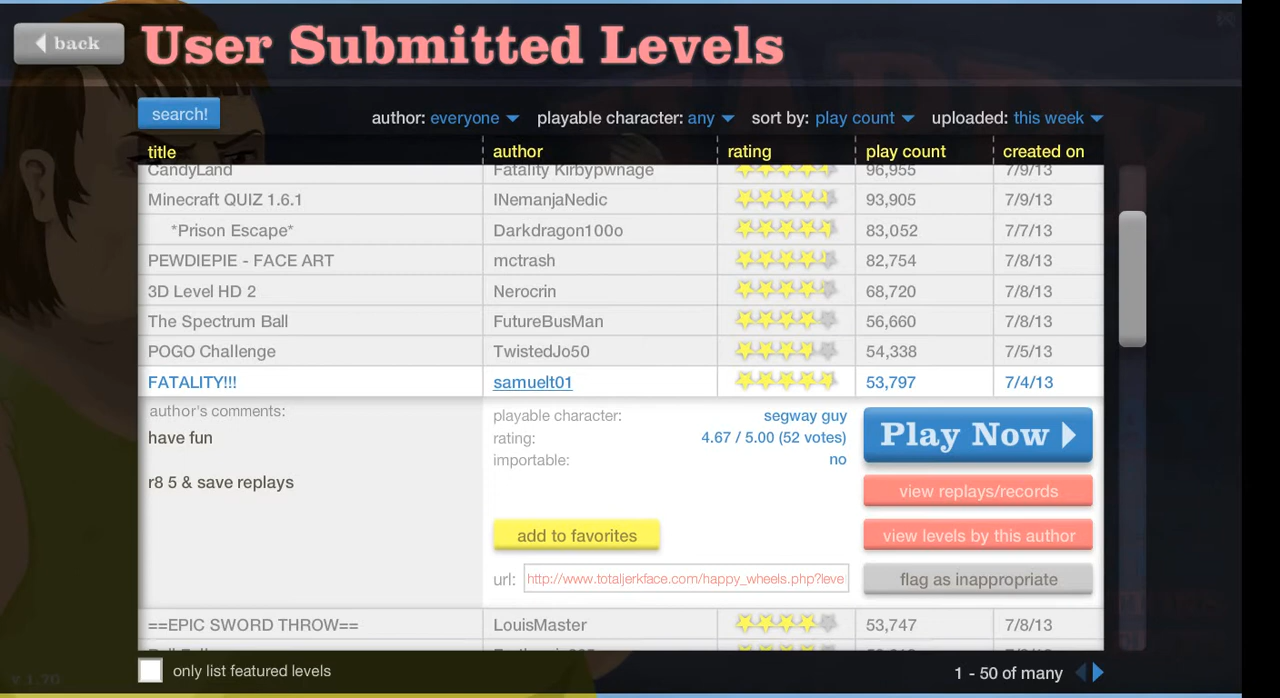 back
User Submitted Levels
search!
author: everyone playable character: any sort by: play count uploaded: this week
title author rating play count created on
CandyLand Fatality Kirbypwnage 96,955 7/9/13
Minecraft QUIZ 1.6.1 INemanjaNedic 93,905 7/9/13
*Prison Escape* Darkdragon100o 83,052 7/7/13
PEWDIEPIE - FACE ART mctrash 82,754 7/8/13
3D Level HD 2 Nerocrin 68,720 7/8/13
The Spectrum Ball FutureBusMan 56,660 7/8/13
POGO Challenge TwistedJo50 54,338 7/5/13
FATALITY!!! samuelt01 53,797 7/4/13
author's comments:
have fun
r8 5 & save replays
playable character: segway guy
rating: 4.67 / 5.00 (52 votes)
importable: no
add to favorites
url: http://www.totaljerkface.com/happy_wheels.php?leve
Play Now
view replays/records
view levels by this author
flag as inappropriate
==EPIC SWORD THROW== LouisMaster 53,747 7/8/13
only list featured levels
1 - 50 of many
v 1.70